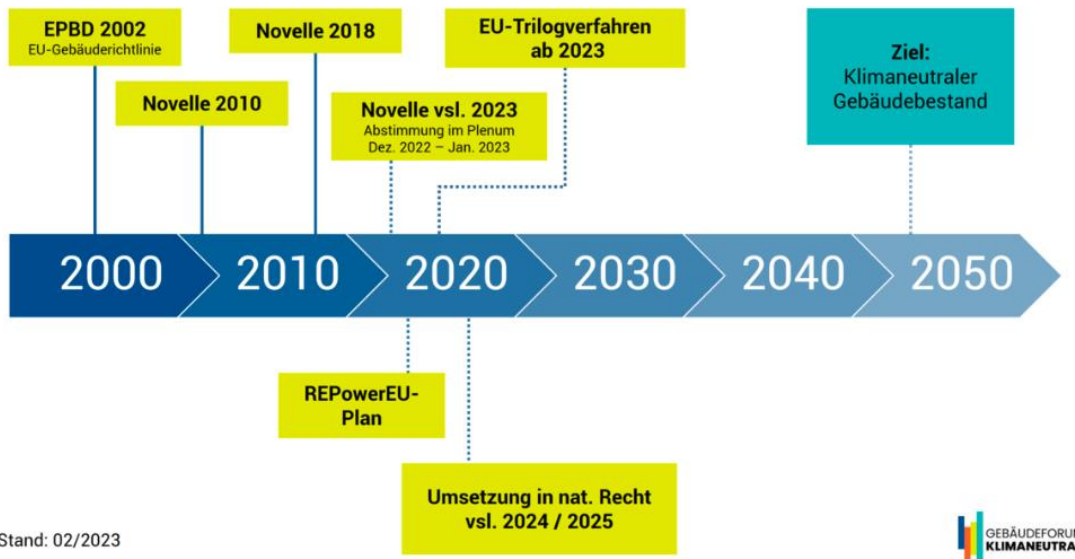 EPBD 2002
EU-Gebäuderichtlinie
Novelle 2010
Novelle 2018
Novelle vsl. 2023
Abstimmung im Plenum
Dez. 2022 – Jan. 2023
EU-Trilogverfahren
ab 2023
Ziel:
Klimaneutraler
Gebäudebestand
2000
2010
2020
2030
2040
2050
REPowerEU-
Plan
Umsetzung in nat. Recht
vsl. 2024 / 2025
Stand: 02/2023
GEBÄUDEFORUM
KLIMANEUTRA